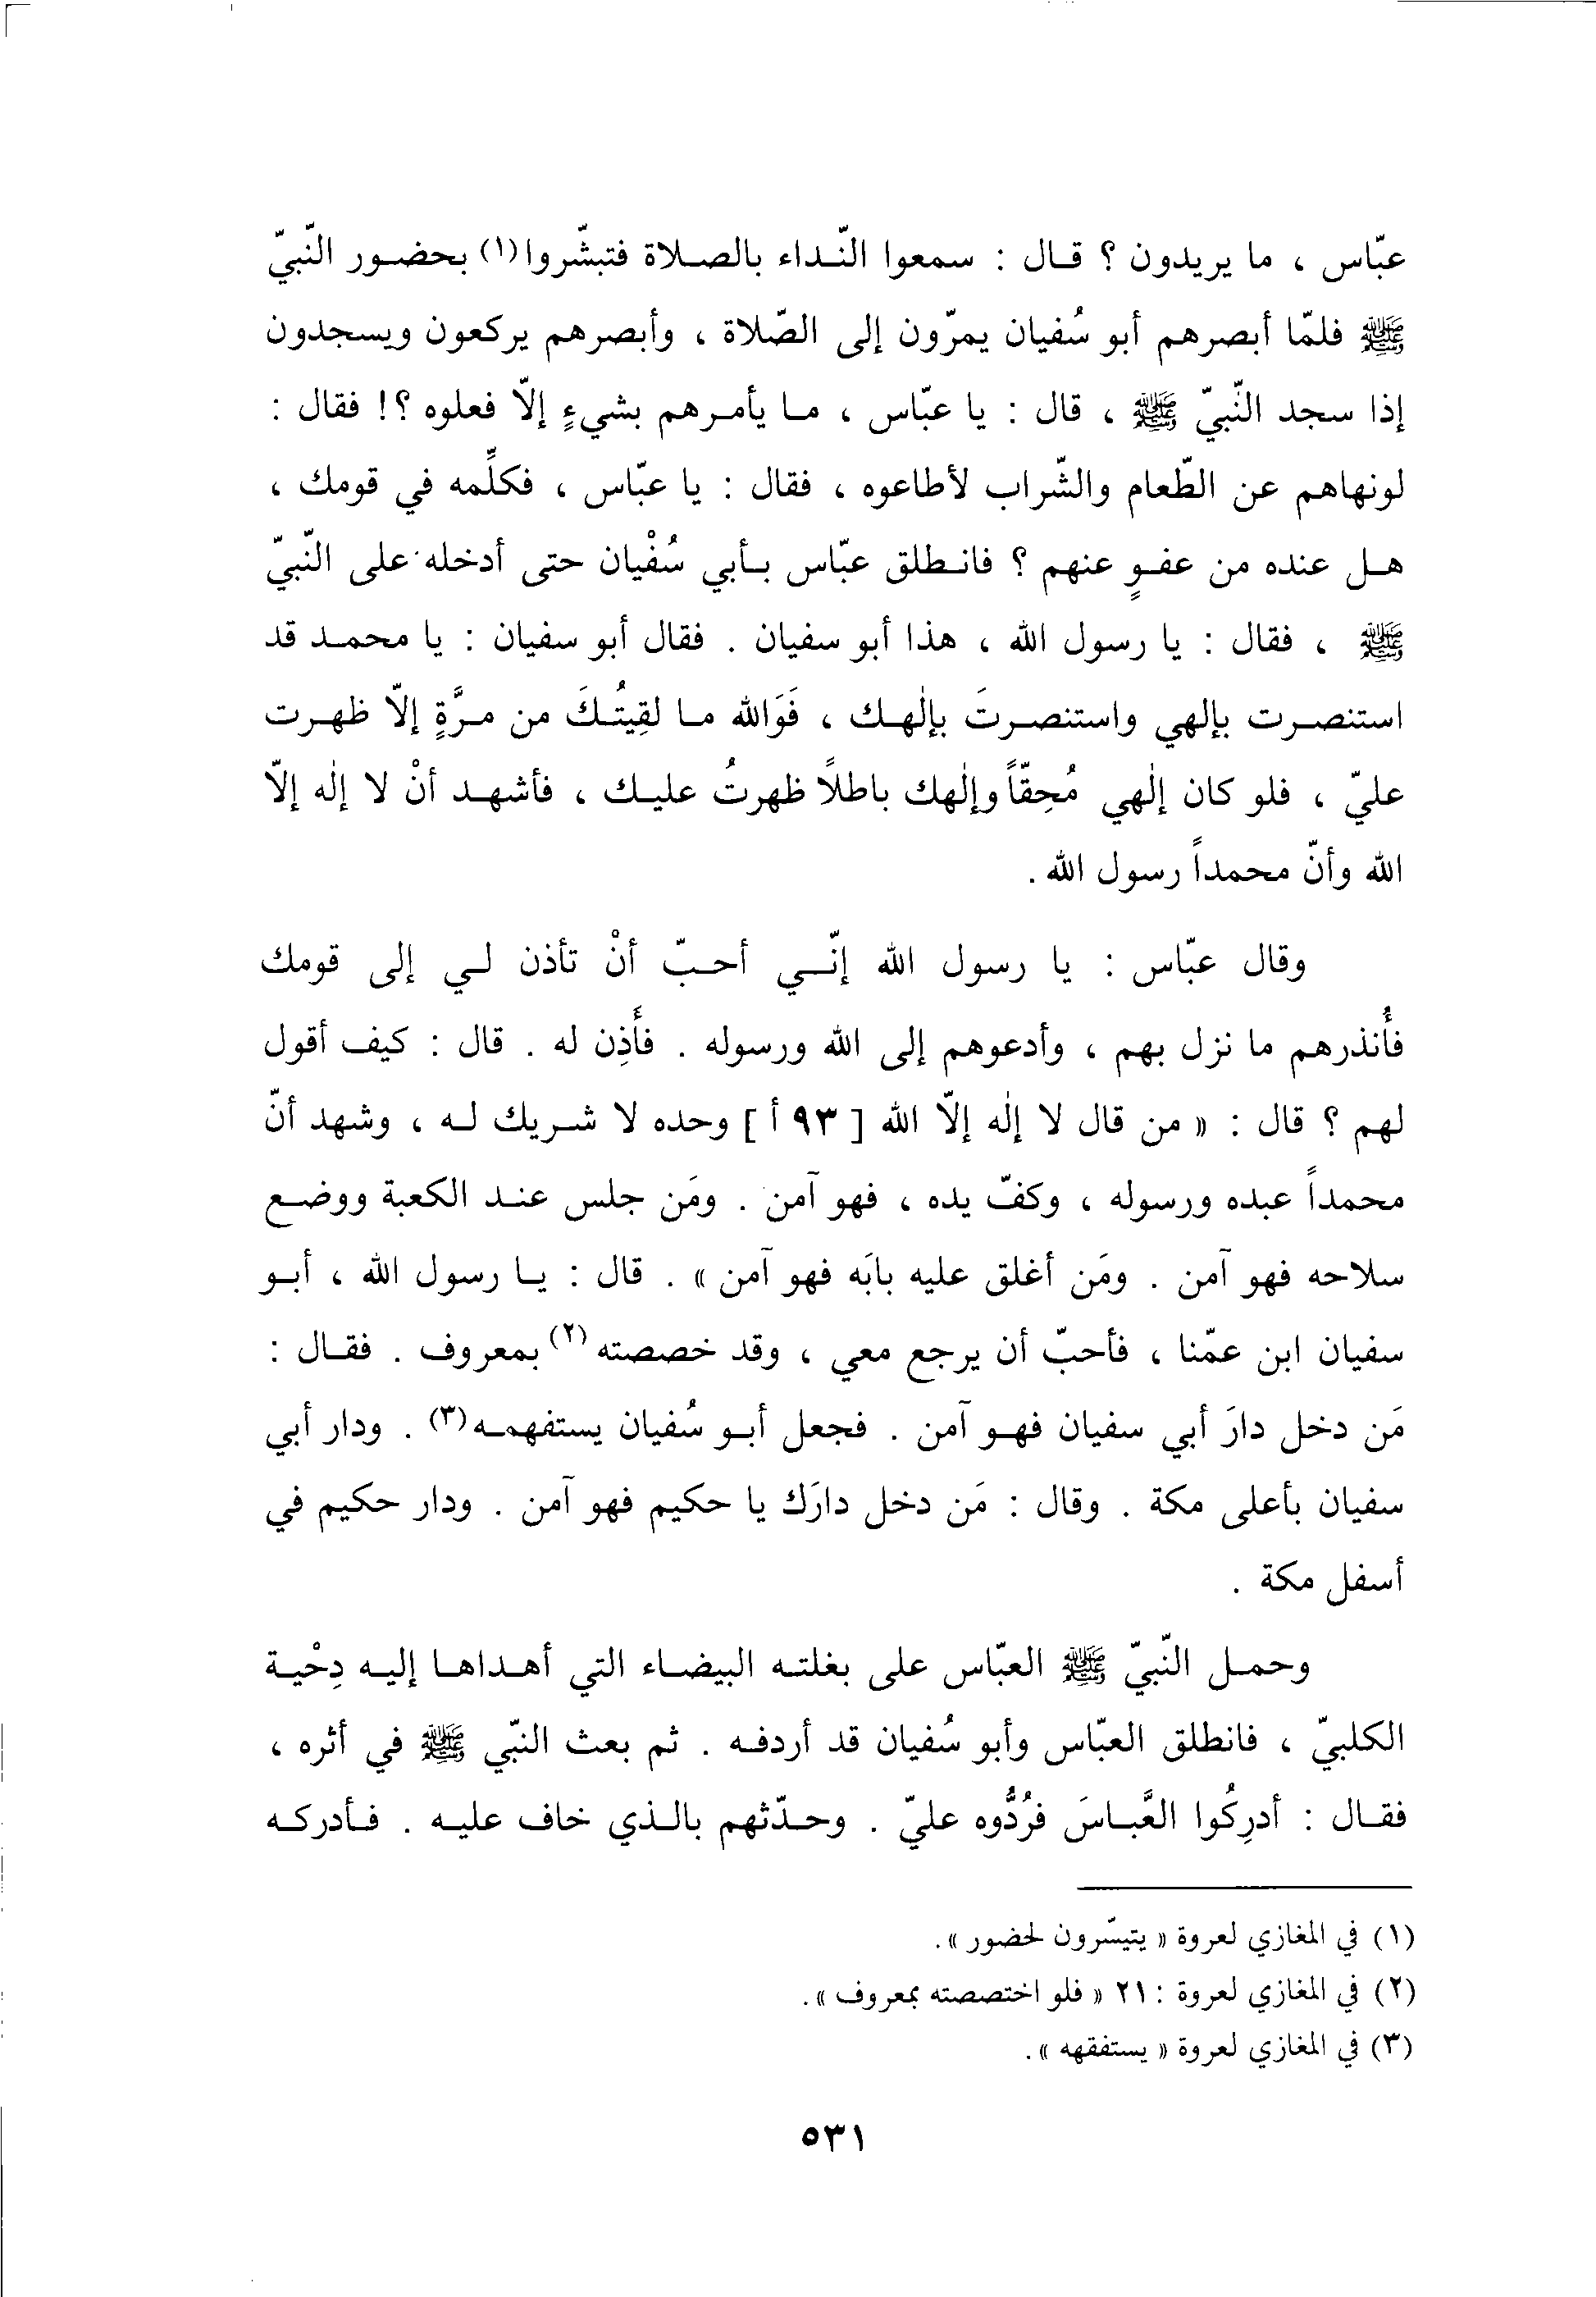 عبّاس ، ما يريدون ؟ قال : سمعوا النّداء بالصلاة فتبشّروا(١) بحضور النّبيّ
ﷺ فلمّا أبصرهم أبو سُفيان يمرّون إلى الصّلاة ، وأبصرهم يركعون ويسجدون
إذا سجد النّبيّ ﷺ ، قال : يا عبّاس ، ما يأمرهم بشيءٍ إلاّ فعلوه ؟! فقال :
لونهاهم عن الطّعام والشّراب لأطاعوه ، فقال : يا عبّاس ، فكلِّمه في قومك ،
هل عنده من عفوٍ عنهم ؟ فانطلق عبّاس بأبي سُفْيان حتى أدخله على النّبيّ
ﷺ ، فقال : يا رسول الله ، هذا أبو سفيان . فقال أبو سفيان : يا محمد قد
استنصرت بإلهي واستنصرتَ بإلٰهك ، فَوَالله ما لقِيتُكَ من مرَّةٍ إلاّ ظهرت
عليّ ، فلو كان إلٰهي مُحِقّاً وإلٰهك باطلاً ظهرتُ عليك ، فأشهد أنْ لا إلٰه إلاّ
الله وأنّ محمداً رسول الله .
وقال عبّاس : يا رسول الله إنّي أحبّ أنْ تأذن لي إلى قومك
فأُنذرهم ما نزل بهم ، وأدعوهم إلى الله ورسوله . فأَذِن له . قال : كيف أقول
لهم ؟ قال : « من قال لا إلٰه إلاّ الله [ ٩٣ أ ] وحده لا شريك له ، وشهد أنّ
محمداً عبده ورسوله ، وكفّ يده ، فهو آمن . ومَن جلس عند الكعبة ووضع
سلاحه فهو آمن . ومَن أغلق عليه بابَه فهو آمن » . قال : يا رسول الله ، أبو
سفيان ابن عمّنا ، فأحبّ أن يرجع معي ، وقد خصصته(٢) بمعروف . فقال :
مَن دخل دارَ أبي سفيان فهو آمن . فجعل أبو سُفيان يستفهمه(٣) . ودار أبي
سفيان بأعلى مكة . وقال : مَن دخل دارَك يا حكيم فهو آمن . ودار حكيم في
أسفل مكة .
وحمل النّبيّ ﷺ العبّاس على بغلته البيضاء التي أهداها إليه دِحْية
الكلبيّ ، فانطلق العبّاس وأبو سُفيان قد أردفه . ثم بعث النبّي ﷺ في أثره ،
فقال : أدرِكُوا العَّباسَ فرُدُّوه عليّ . وحدّثهم بالذي خاف عليه . فأدركه
(١) في المغازي لعروة « يتيسّرون لحضور ».
(٢) في المغازي لعروة : ٢١ « فلو اختصصته بمعروف ».
(٣) في المغازي لعروة « يستفقهه ».
٥٣١